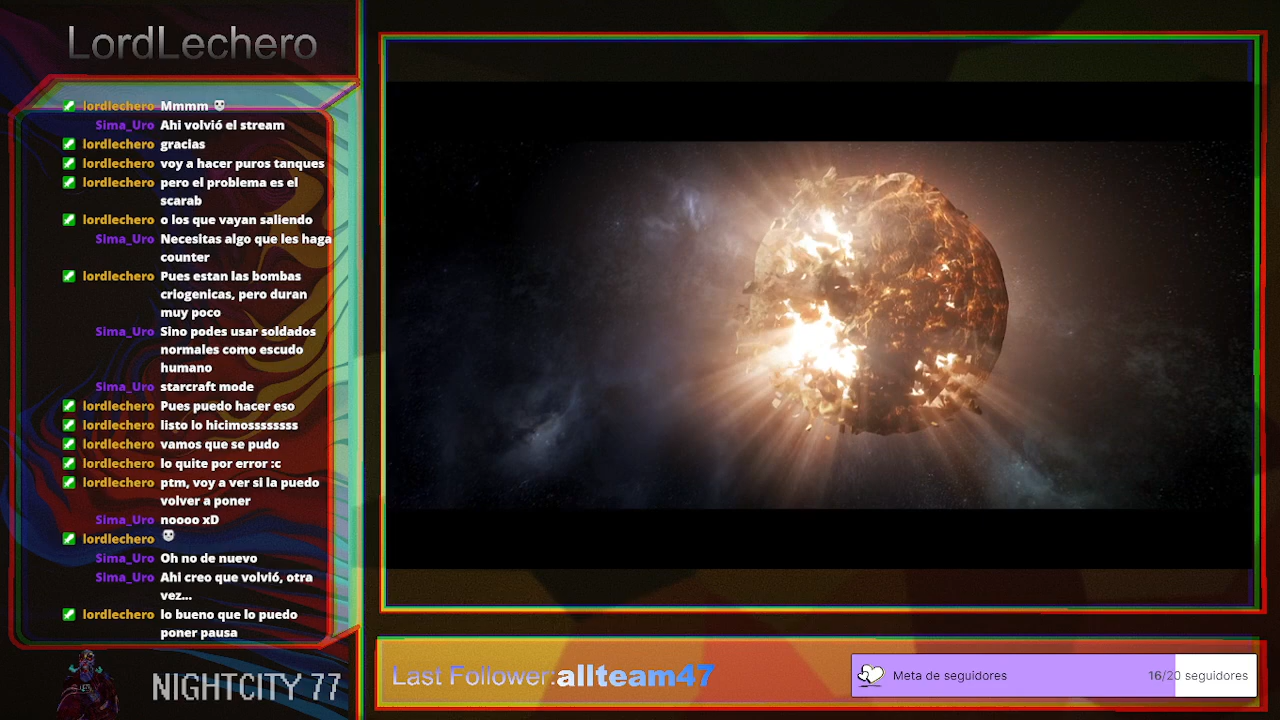 LordLechero
lordlechero Mmmm
Sima_Uro Ahi volvió el stream
lordlechero gracias
lordlechero voy a hacer puros tanques
lordlechero pero el problema es el
scarab
lordlechero o los que vayan saliendo
Sima_Uro Necesitas algo que les haga
counter
lordlechero Pues estan las bombas
criogenicas, pero duran
muy poco
Sima_Uro Sino podes usar soldados
normales como escudo
humano
Sima_Uro starcraft mode
lordlechero Pues puedo hacer eso
lordlechero listo lo hicimossssssss
lordlechero vamos que se pudo
lordlechero lo quite por error :c
lordlechero ptm, voy a ver si la puedo
volver a poner
Sima_Uro noooo xD
lordlechero
Sima_Uro Oh no de nuevo
Sima_Uro Ahi creo que volvió, otra
vez...
lordlechero lo bueno que lo puedo
poner pausa
NIGHTCITY 77
Last Follower:allteam47
Meta de seguidores 16/20 seguidores